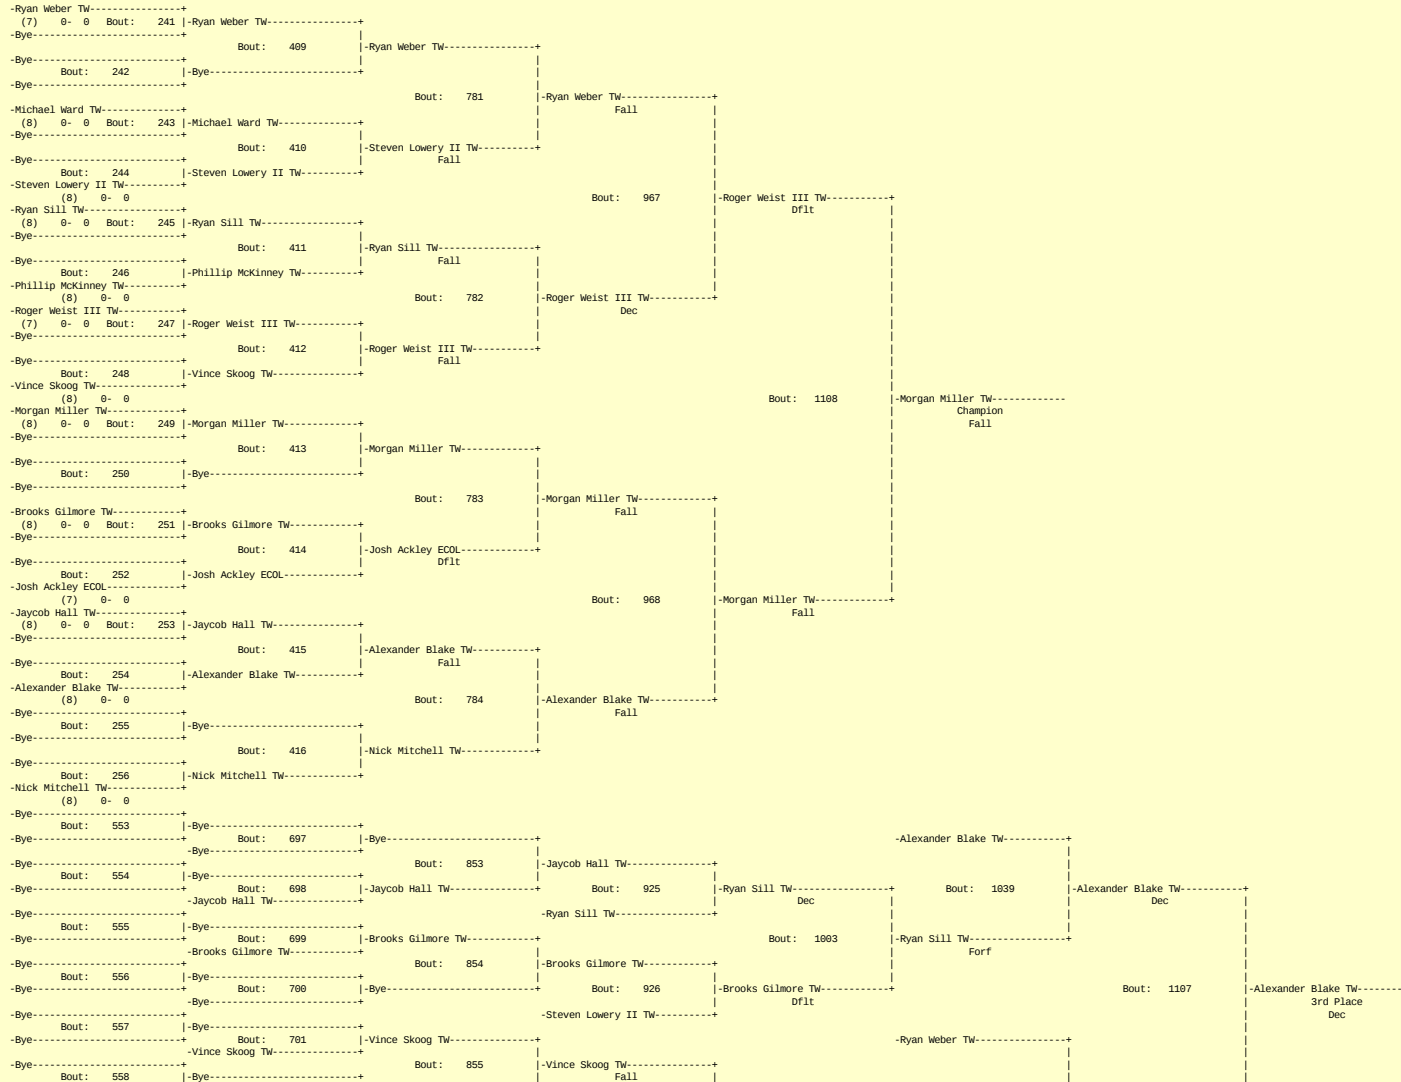 -Ryan Weber TW----------------+
(7) 0- 0 Bout: 241 |-Ryan Weber TW----------------+
-Bye--------------------------+ |
Bout: 409 |-Ryan Weber TW----------------+
-Bye--------------------------+ | |
Bout: 242 |-Bye--------------------------+ |
-Bye--------------------------+ |
Bout: 781 |-Ryan Weber TW----------------+
-Michael Ward TW--------------+ | Fall |
(8) 0- 0 Bout: 243 |-Michael Ward TW--------------+ | |
-Bye--------------------------+ | | |
Bout: 410 |-Steven Lowery II TW----------+ |
-Bye--------------------------+ | Fall |
Bout: 244 |-Steven Lowery II TW----------+ |
-Steven Lowery II TW----------+ |
(8) 0- 0 Bout: 967 |-Roger Weist III TW-----------+
-Ryan Sill TW-----------------+ | Dflt |
(8) 0- 0 Bout: 245 |-Ryan Sill TW-----------------+ | |
-Bye--------------------------+ | | |
Bout: 411 |-Ryan Sill TW-----------------+ | |
-Bye--------------------------+ | Fall | | |
Bout: 246 |-Phillip McKinney TW----------+ | | |
-Phillip McKinney TW----------+ | | |
(8) 0- 0 Bout: 782 |-Roger Weist III TW-----------+ |
-Roger Weist III TW-----------+ | Dec |
(7) 0- 0 Bout: 247 |-Roger Weist III TW-----------+ | |
-Bye--------------------------+ | | |
Bout: 412 |-Roger Weist III TW-----------+ |
-Bye--------------------------+ | Fall |
Bout: 248 |-Vince Skoog TW---------------+ |
-Vince Skoog TW---------------+ |
(8) 0- 0 Bout: 1108 |-Morgan Miller TW-------------
-Morgan Miller TW-------------+ | Champion
(8) 0- 0 Bout: 249 |-Morgan Miller TW-------------+ | Fall
-Bye--------------------------+ | |
Bout: 413 |-Morgan Miller TW-------------+ |
-Bye--------------------------+ | | |
Bout: 250 |-Bye--------------------------+ | |
-Bye--------------------------+ | |
Bout: 783 |-Morgan Miller TW-------------+ |
-Brooks Gilmore TW------------+ | Fall | |
(8) 0- 0 Bout: 251 |-Brooks Gilmore TW------------+ | | |
-Bye--------------------------+ | | | |
Bout: 414 |-Josh Ackley ECOL-------------+ | |
-Bye--------------------------+ | Dflt | |
Bout: 252 |-Josh Ackley ECOL-------------+ | |
-Josh Ackley ECOL-------------+ | |
(7) 0- 0 Bout: 968 |-Morgan Miller TW-------------+
-Jaycob Hall TW---------------+ | Fall
(8) 0- 0 Bout: 253 |-Jaycob Hall TW---------------+ |
-Bye--------------------------+ | |
Bout: 415 |-Alexander Blake TW-----------+ |
-Bye--------------------------+ | Fall | |
Bout: 254 |-Alexander Blake TW-----------+ | |
-Alexander Blake TW-----------+ | |
(8) 0- 0 Bout: 784 |-Alexander Blake TW-----------+
-Bye--------------------------+ | Fall
Bout: 255 |-Bye--------------------------+ |
-Bye--------------------------+ | |
Bout: 416 |-Nick Mitchell TW-------------+
-Bye--------------------------+ |
Bout: 256 |-Nick Mitchell TW-------------+
-Nick Mitchell TW-------------+
(8) 0- 0
-Bye--------------------------+
Bout: 553 |-Bye--------------------------+
-Bye--------------------------+ Bout: 697 |-Bye--------------------------+ -Alexander Blake TW-----------+
-Bye--------------------------+ | |
-Bye--------------------------+ Bout: 853 |-Jaycob Hall TW---------------+ |
Bout: 554 |-Bye--------------------------+ | | |
-Bye--------------------------+ Bout: 698 |-Jaycob Hall TW---------------+ Bout: 925 |-Ryan Sill TW-----------------+ Bout: 1039 |-Alexander Blake TW-----------+
-Jaycob Hall TW---------------+ | Dec | | Dec |
-Bye--------------------------+ -Ryan Sill TW-----------------+ | | |
Bout: 555 |-Bye--------------------------+ | | |
-Bye--------------------------+ Bout: 699 |-Brooks Gilmore TW------------+ Bout: 1003 |-Ryan Sill TW-----------------+ |
-Brooks Gilmore TW------------+ | | Forf |
-Bye--------------------------+ Bout: 854 |-Brooks Gilmore TW------------+ | |
Bout: 556 |-Bye--------------------------+ | | | |
-Bye--------------------------+ Bout: 700 |-Bye--------------------------+ Bout: 926 |-Brooks Gilmore TW------------+ Bout: 1107 |-Alexander Blake TW--------
-Bye--------------------------+ | Dflt | 3rd Place
-Bye--------------------------+ -Steven Lowery II TW----------+ | Dec
Bout: 557 |-Bye--------------------------+ |
-Bye--------------------------+ Bout: 701 |-Vince Skoog TW---------------+ -Ryan Weber TW----------------+ |
-Vince Skoog TW---------------+ | | |
-Bye--------------------------+ Bout: 855 |-Vince Skoog TW---------------+ | |
Bout: 558 |-Bye--------------------------+ | Fall | | |